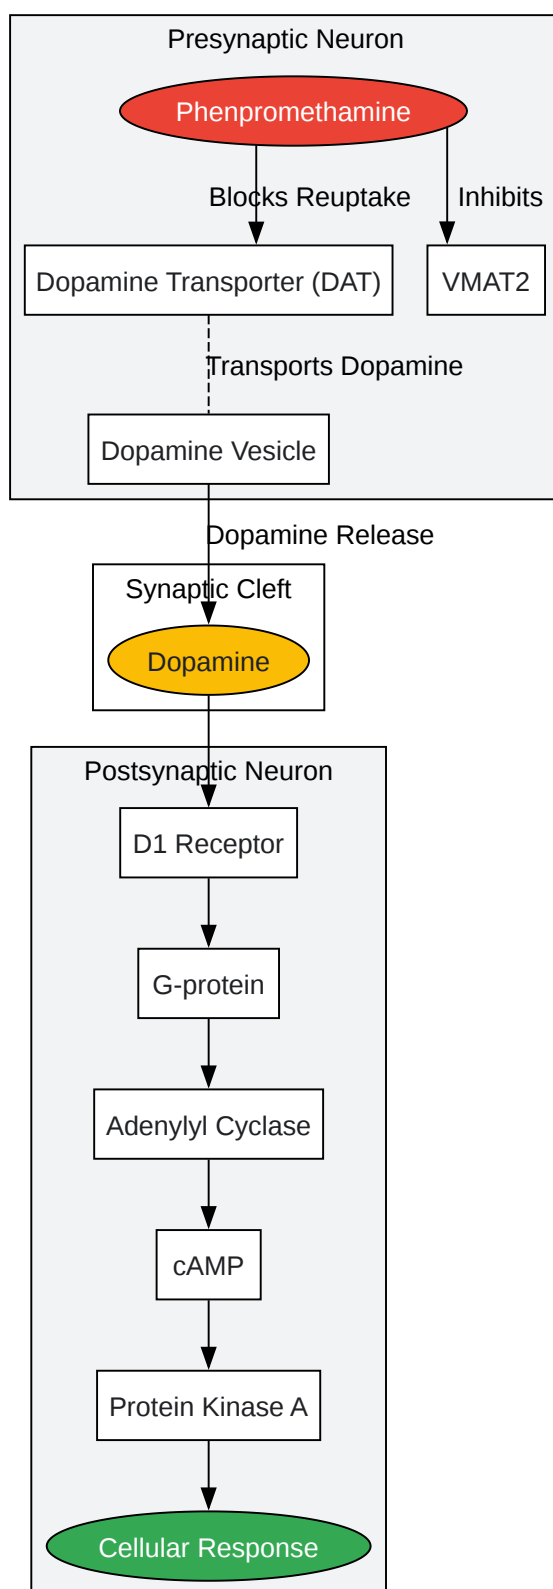 Presynaptic Neuron
Phenpromethamine
Blocks Reuptake
Inhibits
Dopamine Transporter (DAT)
VMAT2
Transports Dopamine
Dopamine Vesicle
Dopamine Release
Synaptic Cleft
Dopamine
Postsynaptic Neuron
D1 Receptor
G-protein
Adenylyl Cyclase
cAMP
Protein Kinase A
Cellular Response